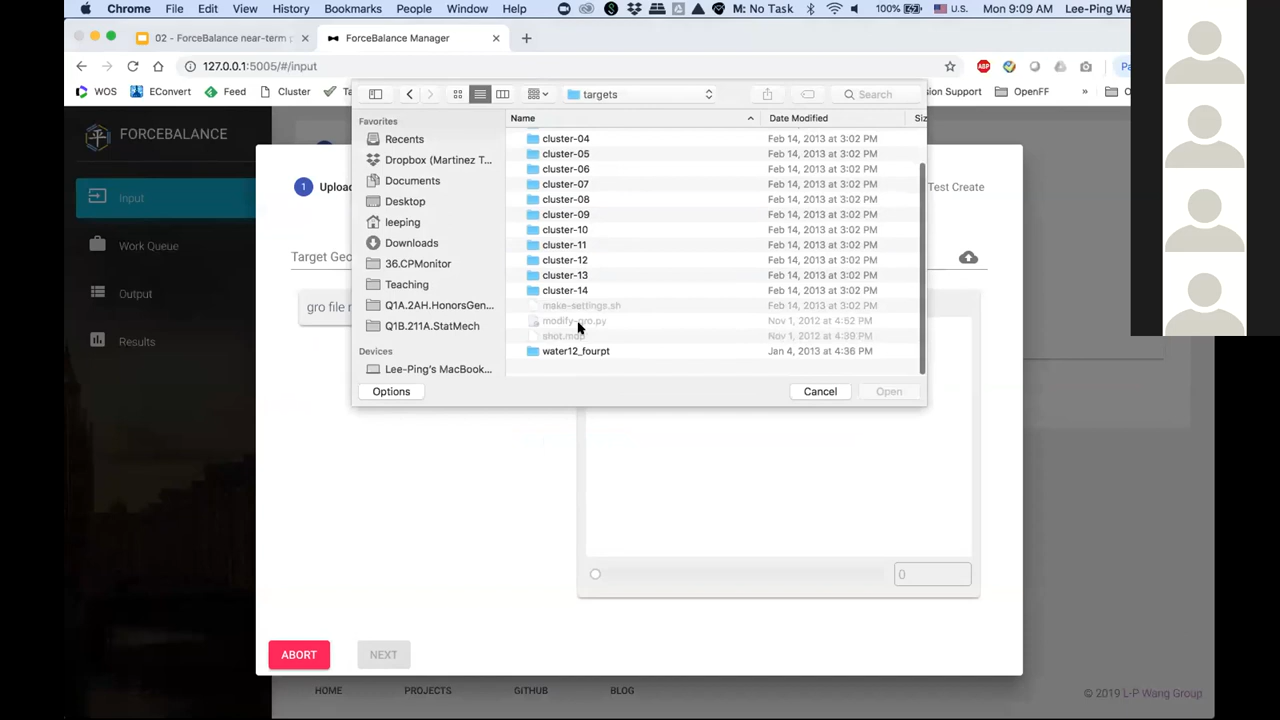 Chrome File Edit View History Bookmarks People Window Help M: No Task 100% U.S. Mon 9:09 AM Lee-Ping Wang
02 - ForceBalance near-term ForceBalance Manager
127.0.0.1:5005/#/input
WOS EConvert Feed Cluster OpenFF
targets Search
Name Date Modified
Favorites
Recents
Dropbox (Martinez T...
Documents
Desktop
leeping
Downloads
36.CPMonitor
Teaching
Q1A.2AH.HonorsGen...
Q1B.211A.StatMech
Devices
Lee-Ping's MacBook...
cluster-04 Feb 14, 2013 at 3:02 PM
cluster-05 Feb 14, 2013 at 3:02 PM
cluster-06 Feb 14, 2013 at 3:02 PM
cluster-07 Feb 14, 2013 at 3:02 PM
cluster-08 Feb 14, 2013 at 3:02 PM
cluster-09 Feb 14, 2013 at 3:02 PM
cluster-10 Feb 14, 2013 at 3:02 PM
cluster-11 Feb 14, 2013 at 3:02 PM
cluster-12 Feb 14, 2013 at 3:02 PM
cluster-13 Feb 14, 2013 at 3:02 PM
cluster-14 Feb 14, 2013 at 3:02 PM
make-settings.sh Feb 14, 2013 at 3:02 PM
modify-gro.py Nov 1, 2012 at 4:52 PM
shot.mdp Nov 1, 2012 at 4:39 PM
water12_fourpt Jan 4, 2013 at 4:36 PM
Options Cancel Open
FORCEBALANCE
Input
Work Queue
Output
Results
1 Uploa Test Create
Target Geo
gro file
0
ABORT NEXT
HOME PROJECTS GITHUB BLOG © 2019 L-P Wang Group